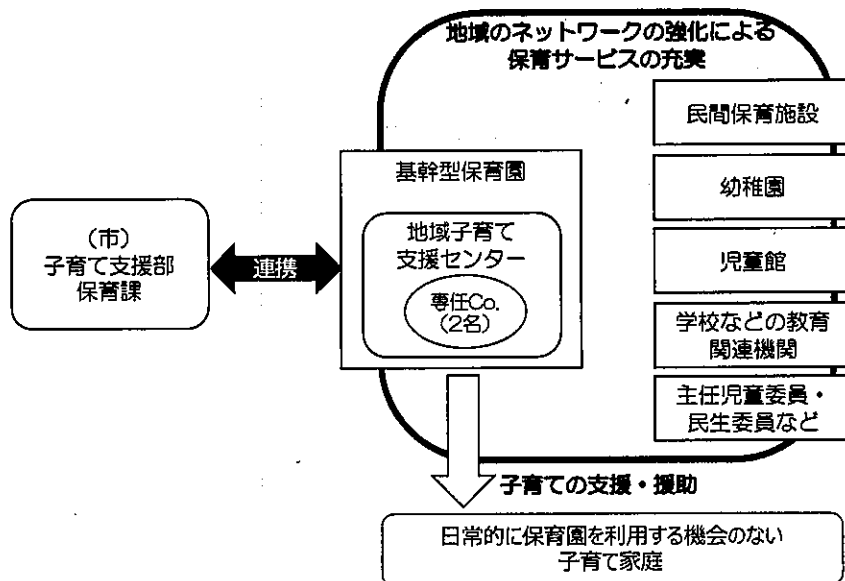 地域のネットワークの強化による
保育サービスの充実
民間保育施設
基幹型保育園
幼稚園
(市)
子育て支援部
保育課
連携
地域子育て
支援センター
専任Co.
(2名)
児童館
学校などの教育
関連機関
主任児童委員・
民生委員など
子育ての支援・援助
日常的に保育園を利用する機会のない
子育て家庭